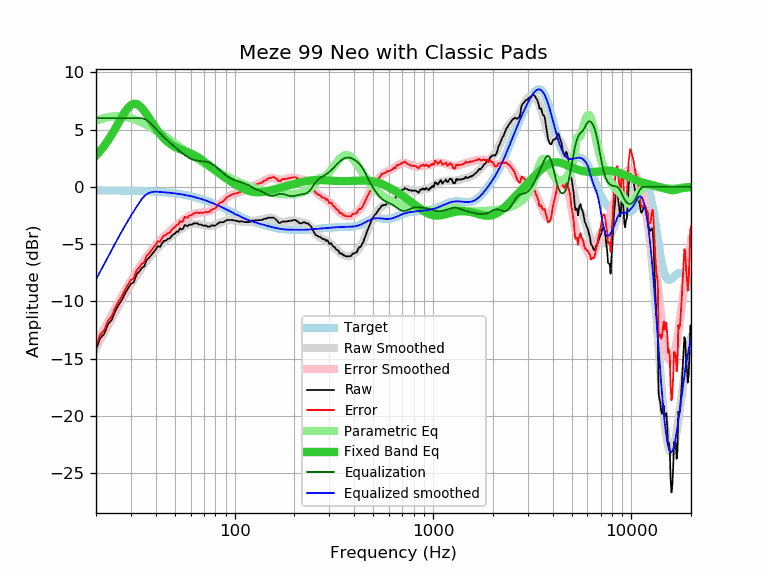 Meze 99 Neo with Classic Pads
10
5
0
−5
−10
−15
−20
−25
Amplitude (dBr)
Target
Raw Smoothed
Error Smoothed
Raw
Error
Parametric Eq
Fixed Band Eq
Equalization
Equalized smoothed
100 1000 10000
Frequency (Hz)